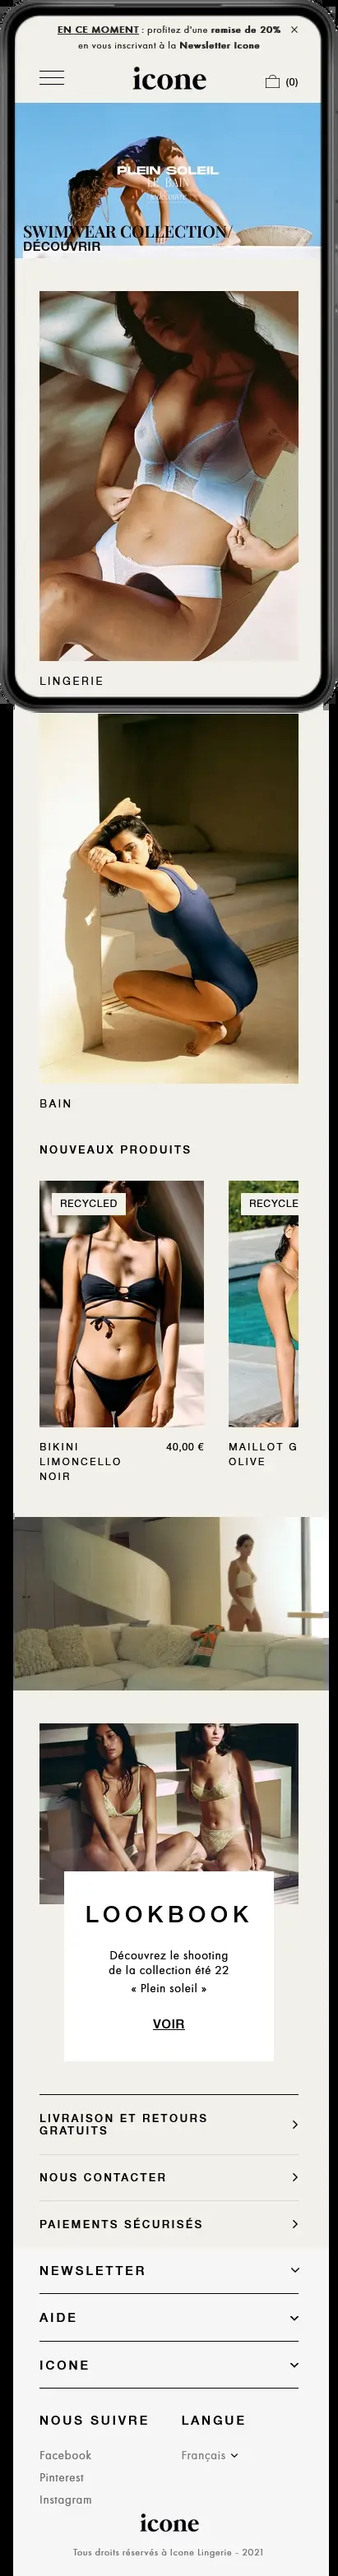 EN CE MOMENT : profitez d'une remise de 20% ×
en vous inscrivant à la Newsletter Icone
icone
(0)
PLEIN SOLEIL
LE BAIN
SWIMWEAR COLLECTION/
DÉCOUVRIR
LINGERIE
BAIN
NOUVEAUX PRODUITS
RECYCLED
RECYCLE
BIKINI LIMONCELLO NOIR
40,00 €
MAILLOT G
OLIVE
LOOKBOOK
Découvrez le shooting
de la collection été 22
« Plein soleil »
VOIR
LIVRAISON ET RETOURS
GRATUITS
NOUS CONTACTER
PAIEMENTS SÉCURISÉS
NEWSLETTER
AIDE
ICONE
NOUS SUIVRE
LANGUE
Facebook
Français
Pinterest
Instagram
icone
Tous droits réservés à Icone Lingerie - 2021